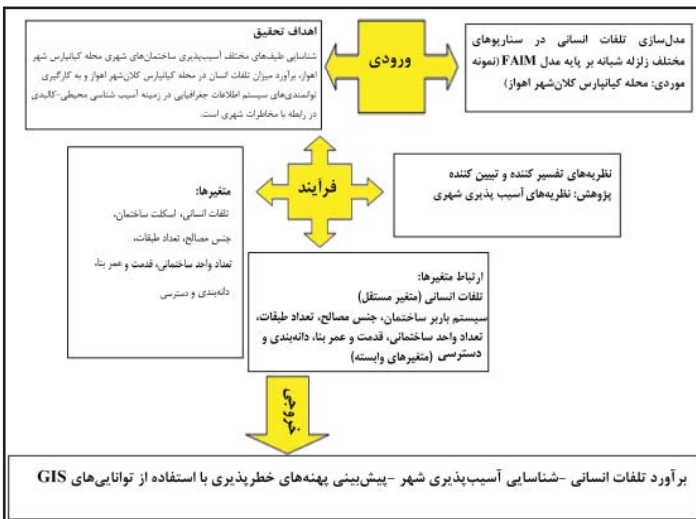 مدل‌سازی تلفات انسانی در سناریوهای
مختلف زلزله شبانه بر پایه مدل FAIM (نمونه
موردی: محله کیانپارس کلان‌شهر اهواز)
ورودی
اهداف تحقیق
شناسایی طیف‌های مختلف آسیب‌پذیری ساختمان‌های شهری محله کیانپارس شهر
اهواز، برآورد میزان تلفات انسان در محله کیانپارس کلان‌شهر اهواز و به کارگیری
توانمندی‌های سیستم اطلاعات جغرافیایی در زمینه آسیب شناسی محیطی-کالبدی
در رابطه با مخاطرات شهری است.
نظریه‌های تفسیر کننده و تبیین کننده
پژوهش: نظریه‌های آسیب پذیری شهری
فرآیند
متغیرها:
تلفات انسانی، اسکلت ساختمان،
جنس مصالح، تعداد طبقات،
تعداد واحد ساختمانی، قدمت و عمر بنا،
دانه‌بندی و دسترسی
ارتباط متغیرها:
تلفات انسانی (متغیر مستقل)
سیستم باربر ساختمان، جنس مصالح، تعداد طبقات،
تعداد واحد ساختمانی، قدمت و عمر بنا، دانه‌بندی و
دسترسی (متغیرهای وابسته)
خروجی
برآورد تلفات انسانی -شناسایی آسیب‌پذیری شهر -پیش‌بینی پهنه‌های خطرپذیری با استفاده از توانایی‌های GIS